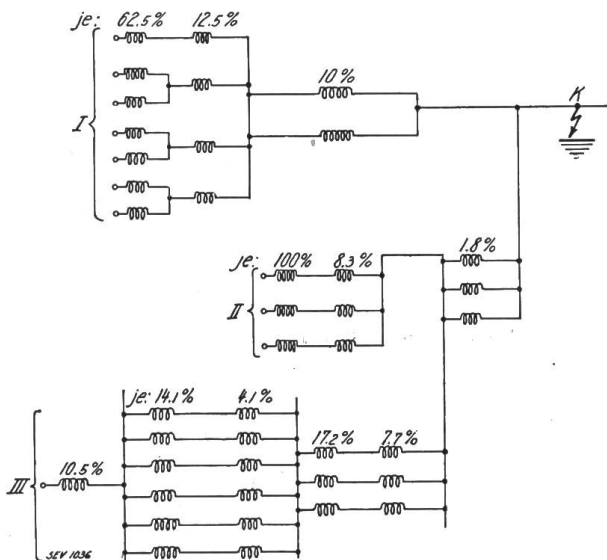 je: 62.5% 12.5%
10%
K
I
je: 100% 8.3% 1.8%
II
je: 14.1% 4.1%
17.2% 7.7%
III
10.5%
SEV 1036